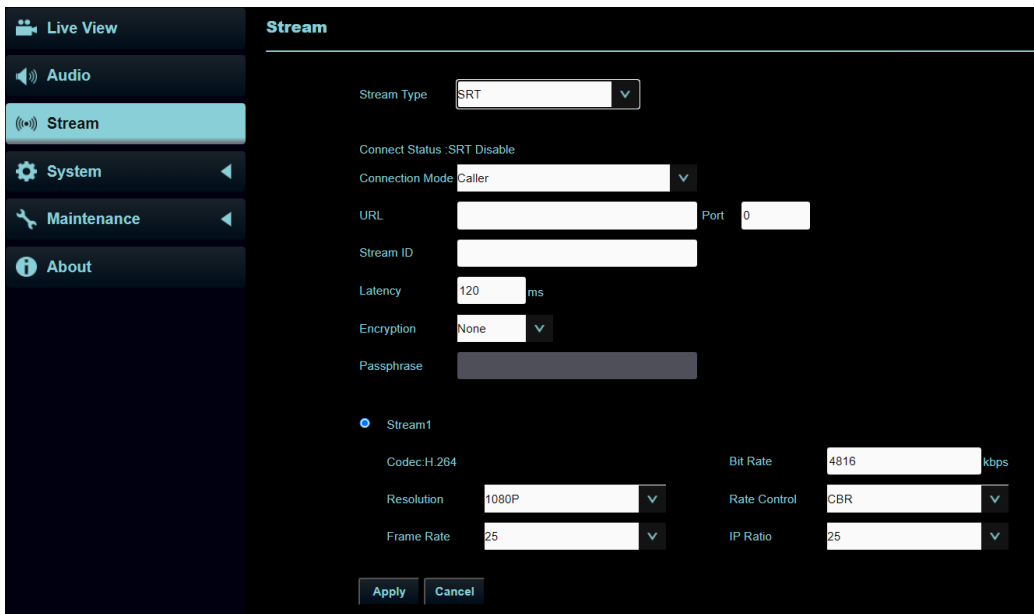 Live View
Audio
Stream
System
Maintenance
About
Stream
Stream Type SRT
Connect Status :SRT Disable
Connection Mode Caller
URL Port 0
Stream ID
Latency 120 ms
Encryption None
Passphrase
Stream1
Codec:H.264 Bit Rate 4816 kbps
Resolution 1080P Rate Control CBR
Frame Rate 25 IP Ratio 25
Apply Cancel